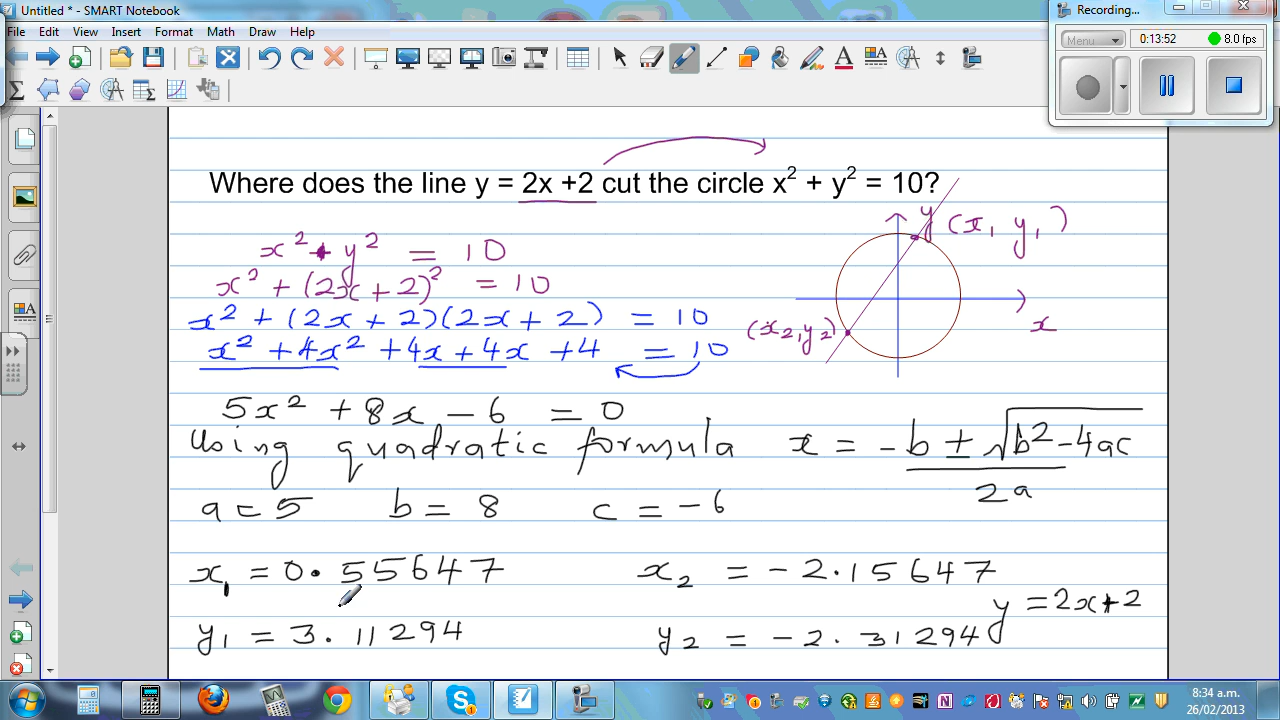 Untitled * - SMART Notebook
Recording...
File Edit View Insert Format Math Draw Help
Menu
0:13:52
8.0 fps
Where does the line y = 2x +2 cut the circle x² + y² = 10?
x² + y² = 10
y (x₁ y₁)
x² + (2x + 2)² = 10
x² + (2x + 2)(2x + 2) = 10
(x₂, y₂)
x
x² + 4x² + 4x + 4x + 4 = 10
5x² + 8x - 6 = 0
Using quadratic formula x = -b ± √b² - 4ac
2a
a = 5 b = 8 c = -6
x₁ = 0.55647 x₂ = -2.15647
y = 2x+2
y₁ = 3.11294 y₂ = -2.31294
8:34 a.m.
26/02/2013